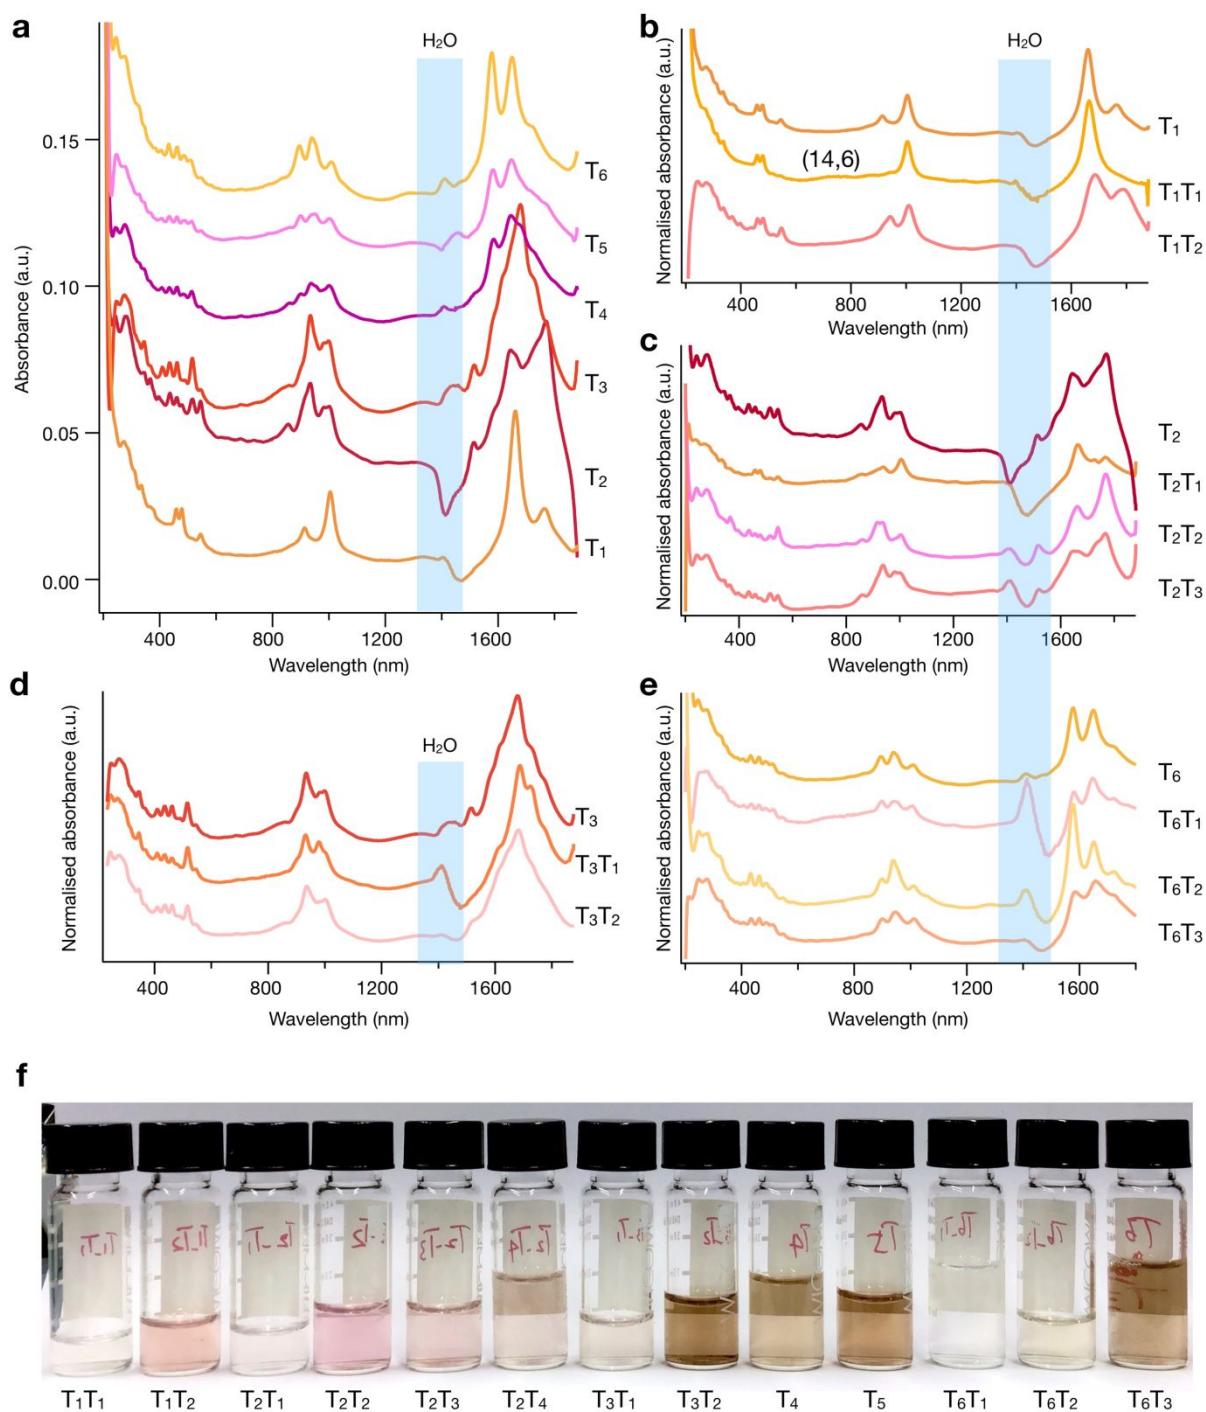 a
H₂O
0.15
0.10
0.05
0.00
Absorbance (a.u.)
T₆
T₅
T₄
T₃
T₂
T₁
400 800 1200 1600
Wavelength (nm)
b
H₂O
Normalised absorbance (a.u.)
(14,6)
T₁
T₁T₁
T₁T₂
400 800 1200 1600
Wavelength (nm)
c
Normalised absorbance (a.u.)
T₂
T₂T₁
T₂T₂
T₂T₃
400 800 1200 1600
Wavelength (nm)
d
H₂O
Normalised absorbance (a.u.)
T₃
T₃T₁
T₃T₂
400 800 1200 1600
Wavelength (nm)
e
Normalised absorbance (a.u.)
T₆
T₆T₁
T₆T₂
T₆T₃
400 800 1200 1600
Wavelength (nm)
f
T₁T₁ T₁T₂ T₂T₁ T₂T₂ T₂T₃ T₂T₄ T₃T₁ T₃T₂ T₄ T₅ T₆T₁ T₆T₂ T₆T₃